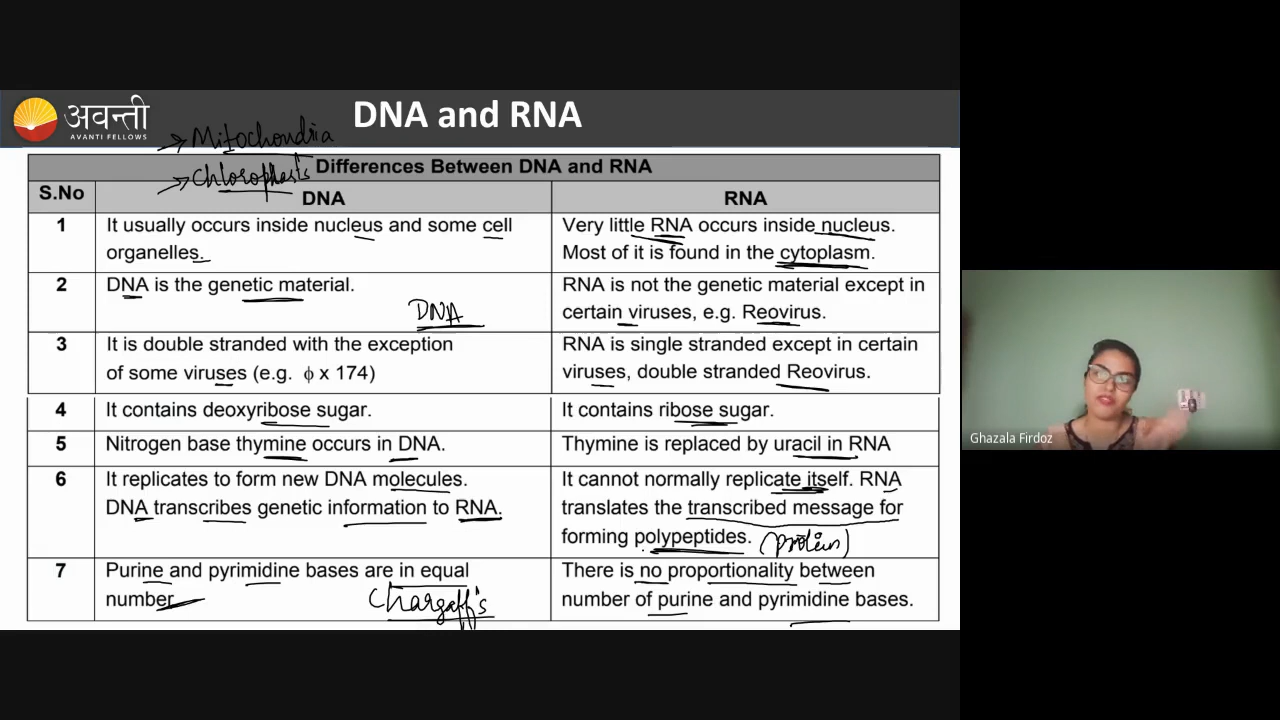 अवन्ती
AVANTI FELLOWS
DNA and RNA
→ Mitochondria
→ Chloroplasts
Differences Between DNA and RNA
S.No
DNA
RNA
1
It usually occurs inside nucleus and some cell
organelles.
Very little RNA occurs inside nucleus.
Most of it is found in the cytoplasm.
2
DNA is the genetic material.
DNA
RNA is not the genetic material except in
certain viruses, e.g. Reovirus.
3
It is double stranded with the exception
of some viruses (e.g. ϕ x 174)
RNA is single stranded except in certain
viruses, double stranded Reovirus.
4
It contains deoxyribose sugar.
It contains ribose sugar.
5
Nitrogen base thymine occurs in DNA.
Thymine is replaced by uracil in RNA
6
It replicates to form new DNA molecules.
DNA transcribes genetic information to RNA.
It cannot normally replicate itself. RNA
translates the transcribed message for
forming polypeptides.
(protein)
7
Purine and pyrimidine bases are in equal
number
Chargaff's
There is no proportionality between
number of purine and pyrimidine bases.
Ghazala Firdoz